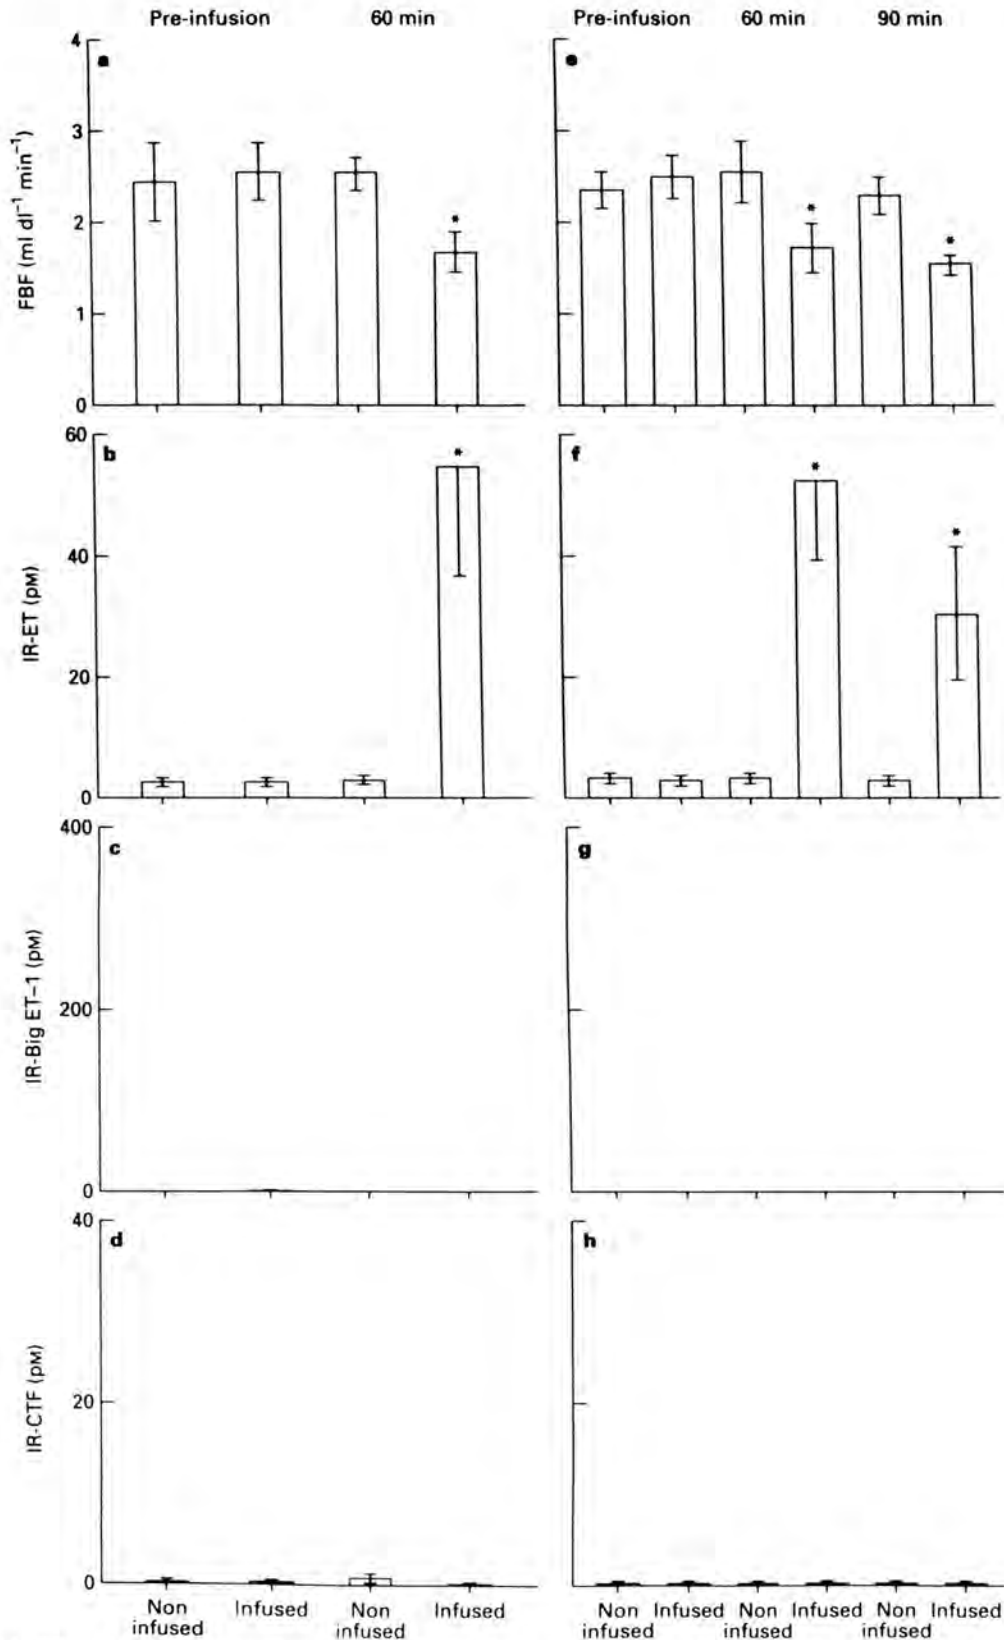 Pre-infusion 60 min
Pre-infusion 60 min 90 min
a
FBF (ml dl⁻¹ min⁻¹)
4
3
2
1
0
*
e
*
*
b
IR-ET (pM)
60
40
20
0
*
f
*
*
c
IR-Big ET–1 (pM)
400
200
0
g
d
IR-CTF (pM)
40
20
0
h
Non infused Infused Non infused Infused
Non infused Infused Non infused Infused Non infused Infused